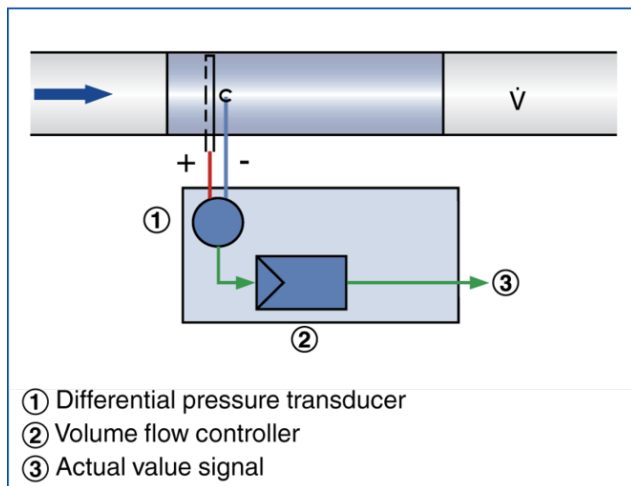 V̇
+ -
①
③
②
① Differential pressure transducer
② Volume flow controller
③ Actual value signal